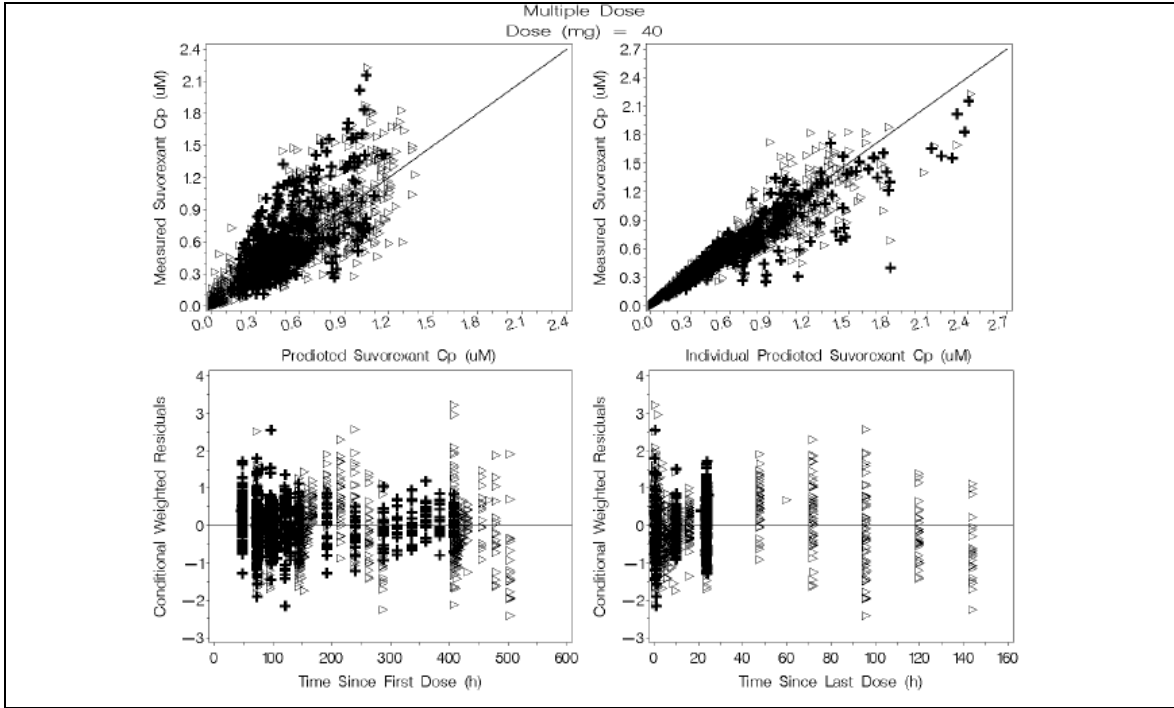 Multiple Dose
Dose (mg) = 40
Measured Suvorexant Cp (uM)
2.4
2.1
1.8
1.5
1.2
0.9
0.6
0.3
0.0
0.0 0.3 0.6 0.9 1.2 1.5 1.8 2.1 2.4
Predicted Suvorexant Cp (uM)
Measured Suvorexant Cp (uM)
2.7
2.4
2.1
1.8
1.5
1.2
0.9
0.6
0.3
0.0
0.0 0.3 0.6 0.9 1.2 1.5 1.8 2.1 2.4 2.7
Individual Predicted Suvorexant Cp (uM)
Conditional Weighted Residuals
4
3
2
1
0
−1
−2
−3
0 100 200 300 400 500 600
Time Since First Dose (h)
Conditional Weighted Residuals
4
3
2
1
0
−1
−2
−3
0 20 40 60 80 100 120 140 160
Time Since Last Dose (h)